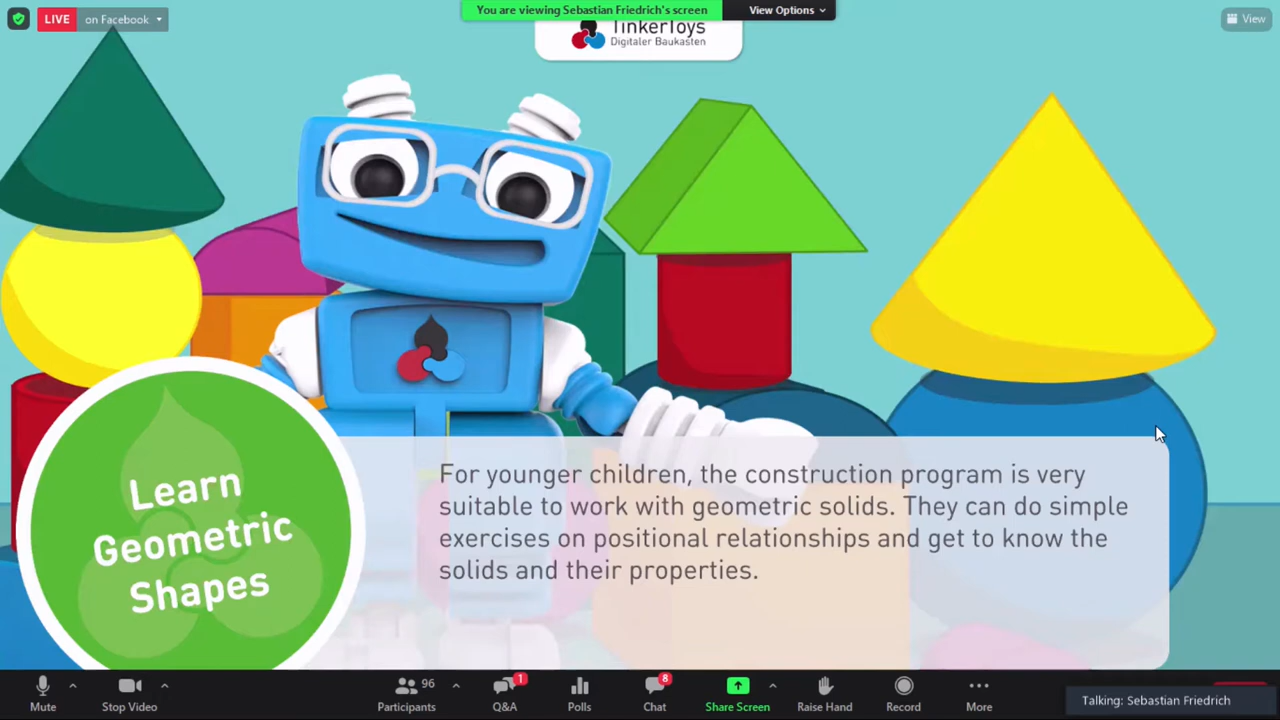 You are viewing Sebastian Friedrich's screen
View Options
LIVE on Facebook
View
TinkerToys
Digitaler Baukasten
Learn
Geometric
Shapes
For younger children, the construction program is very
suitable to work with geometric solids. They can do simple
exercises on positional relationships and get to know the
solids and their properties.
Mute
Stop Video
96
Participants
1
Q&A
Polls
8
Chat
Share Screen
Raise Hand
Record
More
Talking: Sebastian Friedrich